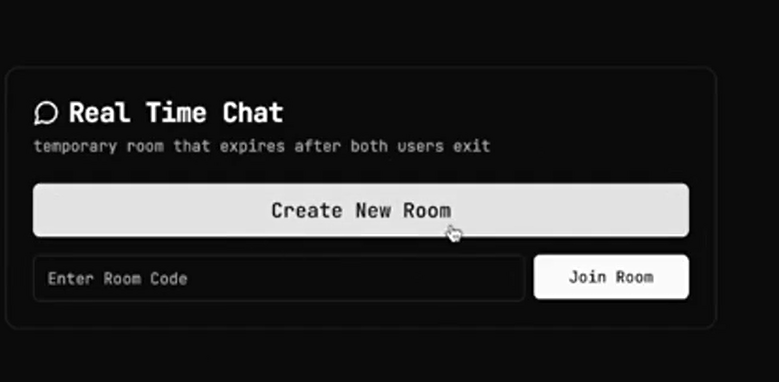 Real Time Chat
temporary room that expires after both users exit
Create New Room
Enter Room Code
Join Room